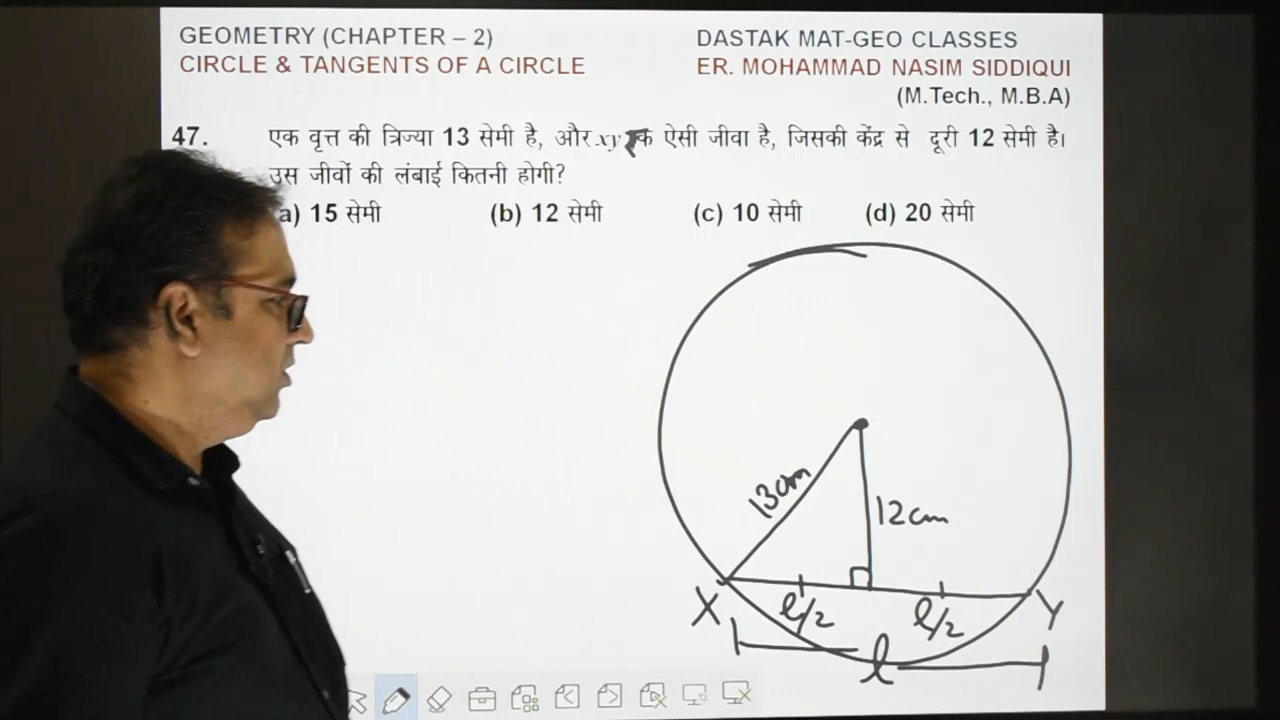 GEOMETRY (CHAPTER – 2)
CIRCLE & TANGENTS OF A CIRCLE
DASTAK MAT-GEO CLASSES
ER. MOHAMMAD NASIM SIDDIQUI
(M.Tech., M.B.A)
47. एक वृत्त की त्रिज्या 13 सेमी है, और xy ऐसी जीवा है, जिसकी केंद्र से दूरी 12 सेमी है।
उस जीवों की लंबाई कितनी होगी?
a) 15 सेमी (b) 12 सेमी (c) 10 सेमी (d) 20 सेमी
13cm
12cm
X l/2 l/2 Y
l